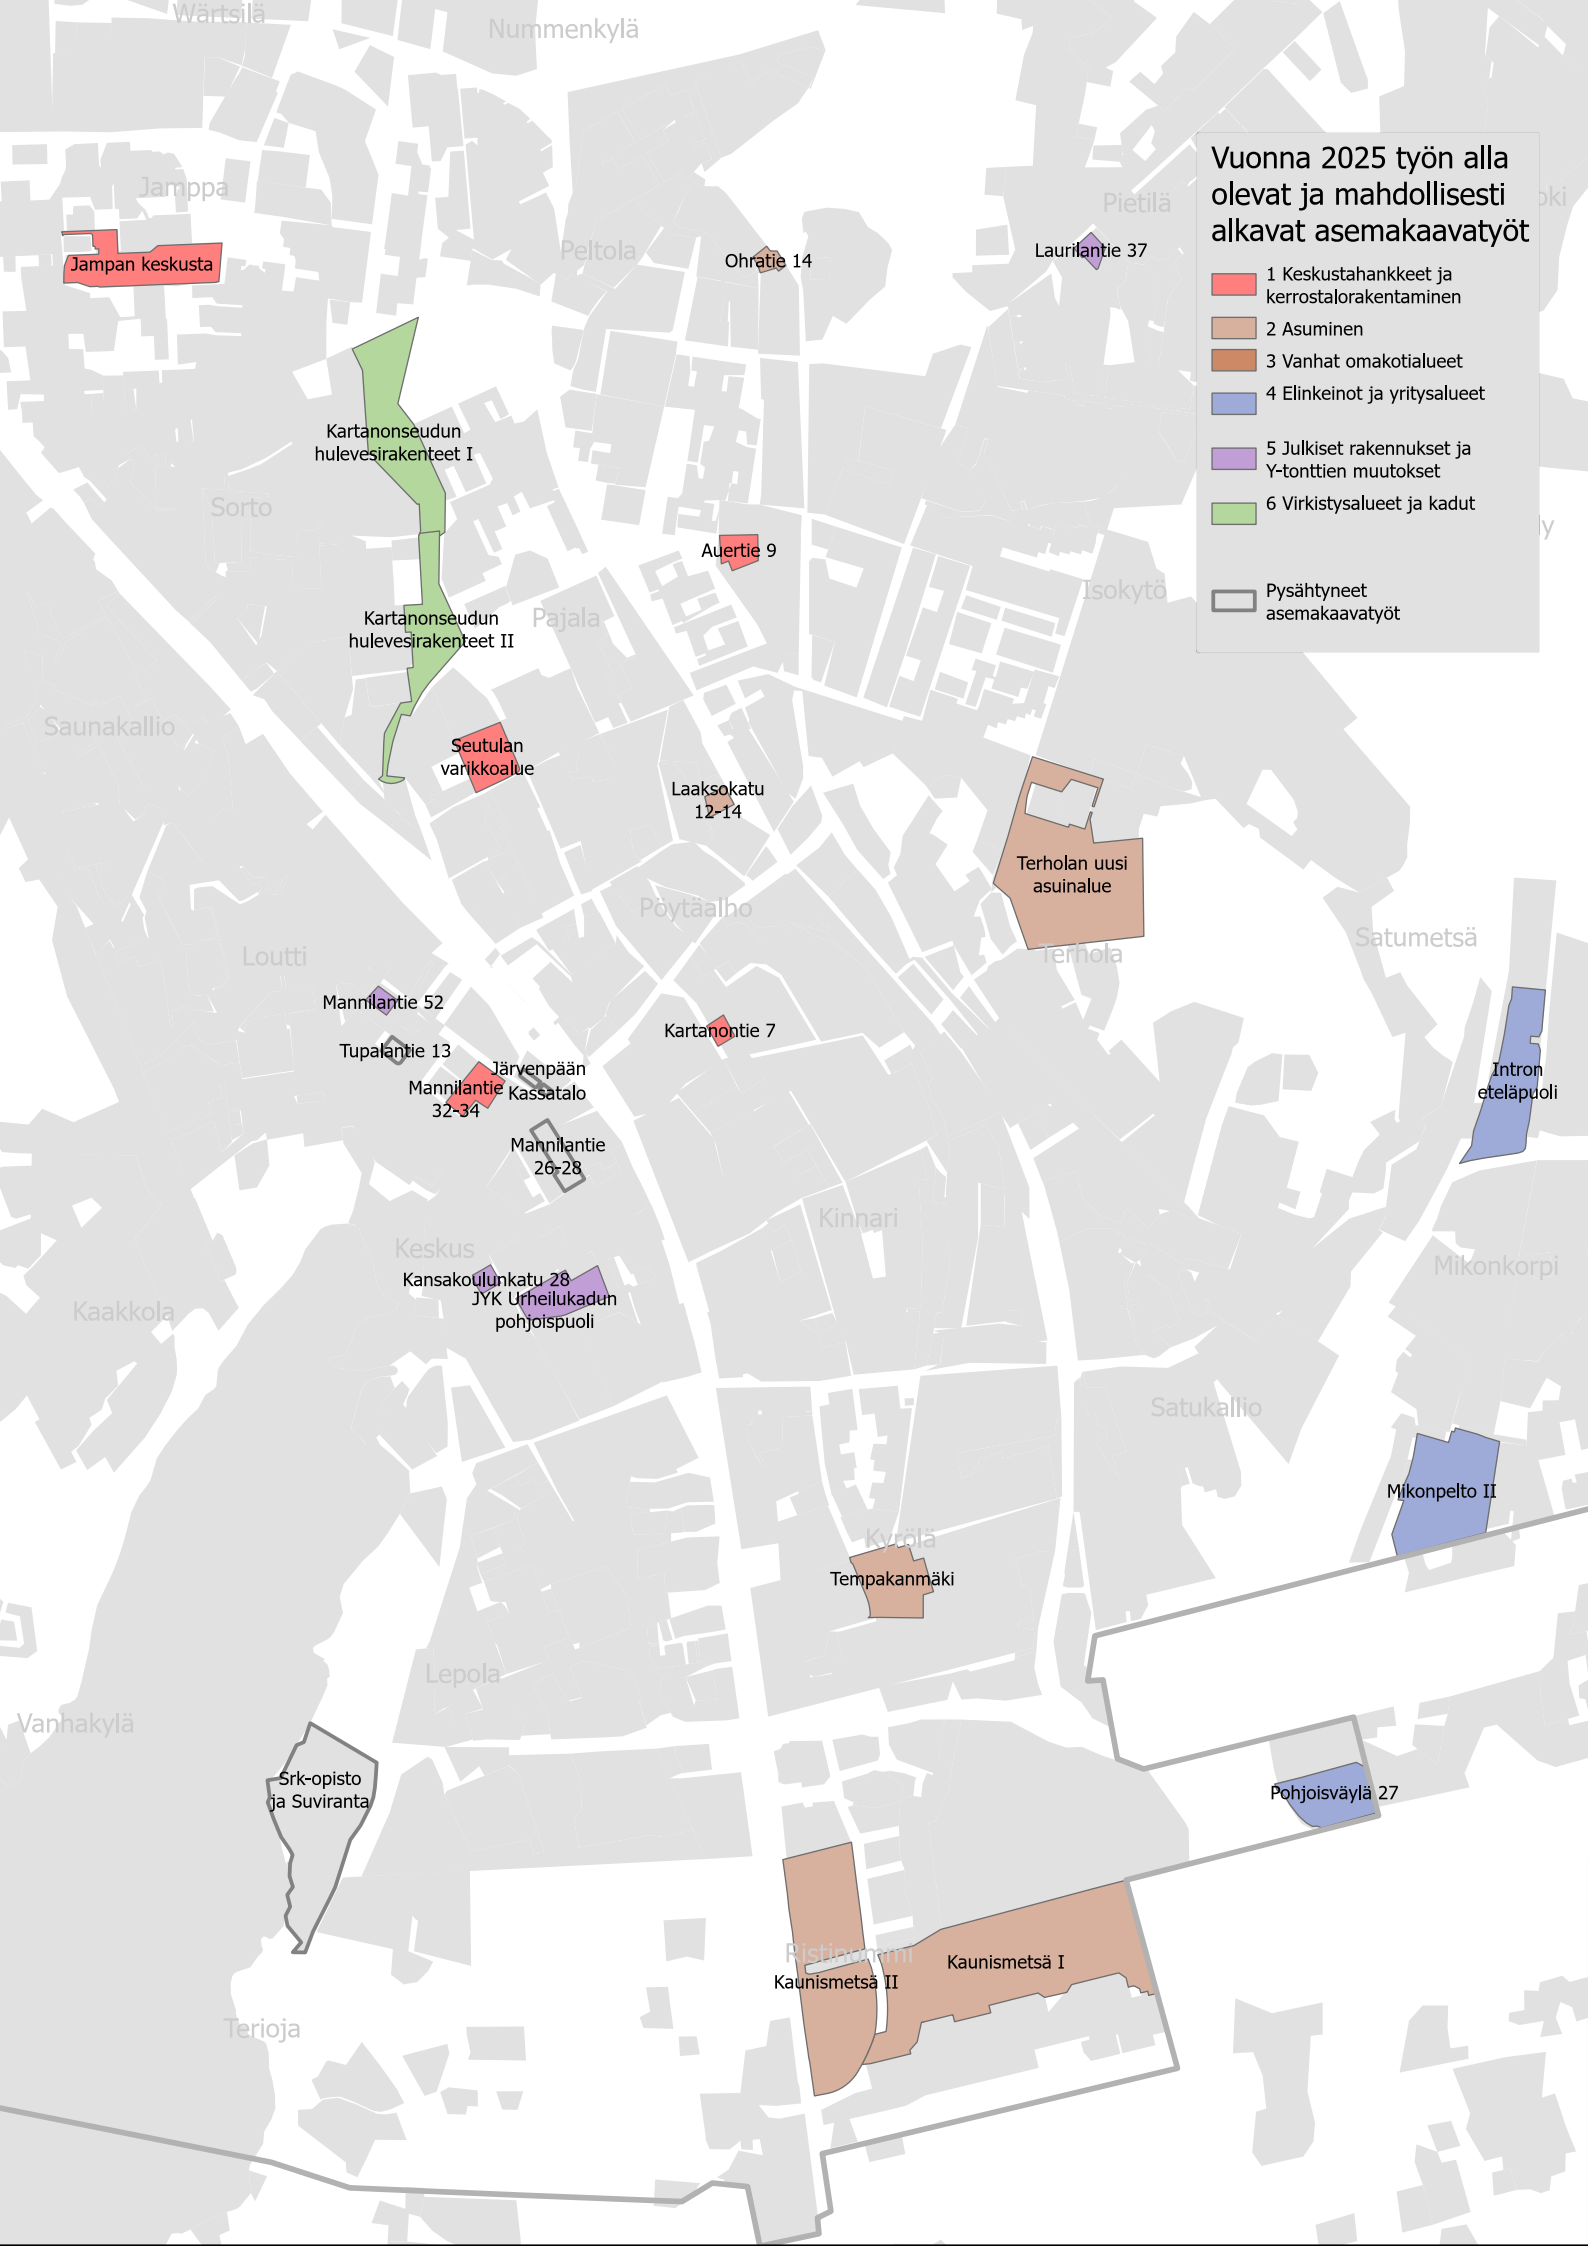 Wärtsilä
Nummenkylä
Vuonna 2025 työn alla
olevat ja mahdollisesti
alkavat asemakaavatyöt
1 Keskustahankkeet ja
kerrostalorakentaminen
2 Asuminen
3 Vanhat omakotialueet
4 Elinkeinot ja yritysalueet
5 Julkiset rakennukset ja
Y-tonttien muutokset
6 Virkistysalueet ja kadut
Pysähtyneet
asemakaavatyöt
Jamppa
Pietilä
oki
Peltola
Laurilantie 37
Ohratie 14
Jampan keskusta
Kartanonseudun
hulevesirakenteet I
Sorto
ly
Auertie 9
Isokytö
Kartanonseudun
hulevesirakenteet II
Pajala
Saunakallio
Seutulan
varikkoalue
Laaksokatu
12-14
Terholan uusi
asuinalue
Pöytäalho
Satumetsä
Terhola
Loutti
Mannilantie 52
Kartanontie 7
Tupalantie 13
Järvenpään
Kassatalo
Mannilantie
32-34
Intron
eteläpuoli
Mannilantie
26-28
Kinnari
Keskus
Mikonkorpi
Kansakoulunkatu 28
JYK Urheilukadun
pohjoispuoli
Kaakkola
Satukallio
Mikonpelto II
Kyrölä
Tempakanmäki
Lepola
Vanhakylä
Srk-opisto
ja Suviranta
Pohjoisväylä 27
Ristinummi
Kaunismetsä I
Kaunismetsä II
Terioja